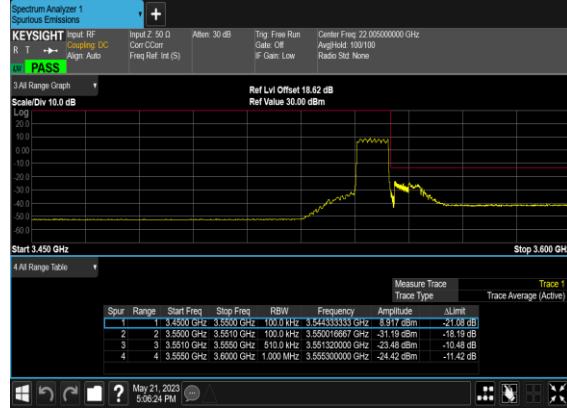 Spectrum Analyzer 1
Spurious Emissions
+
KEYSIGHT Input: RF Input Z: 50 Ω Atten: 30 dB Trig: Free Run Center Freq: 22.005000000 GHz
R T Coupling: DC Corr CCorr Gate: Off Avg|Hold: 100/100
Align: Auto Freq Ref: Int (S) IF Gain: Low Radio Std: None
LW PASS
3 All Range Graph
Ref Lvl Offset 18.62 dB
Scale/Div 10.0 dB Ref Value 30.00 dBm
Log
20.0
10.0
0.00
-10.0
-20.0
-30.0
-40.0
-50.0
-60.0
Start 3.450 GHz Stop 3.600 GHz
4 All Range Table
Measure Trace Trace 1
Trace Type Trace Average (Active)
Spur Range Start Freq Stop Freq RBW Frequency Amplitude ΔLimit
1 1 3.4500 GHz 3.5500 GHz 100.0 kHz 3.544333333 GHz 8.917 dBm -21.08 dB
2 2 3.5500 GHz 3.5510 GHz 100.0 kHz 3.550016667 GHz -31.19 dBm -18.19 dB
3 3 3.5510 GHz 3.5550 GHz 510.0 kHz 3.551320000 GHz -23.48 dBm -10.48 dB
4 4 3.5550 GHz 3.6000 GHz 1.000 MHz 3.555300000 GHz -24.42 dBm -11.42 dB
? May 21, 2023
5:06:24 PM